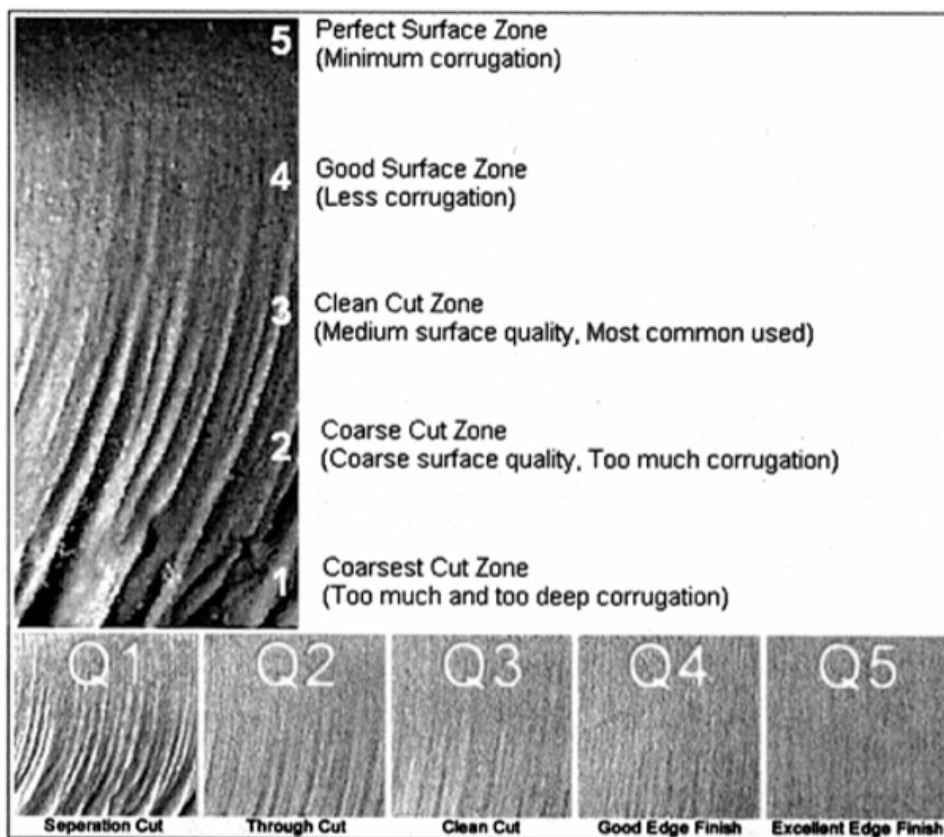 5 Perfect Surface Zone
(Minimum corrugation)
4 Good Surface Zone
(Less corrugation)
3 Clean Cut Zone
(Medium surface quality, Most common used)
2 Coarse Cut Zone
(Coarse surface quality, Too much corrugation)
1 Coarsest Cut Zone
(Too much and too deep corrugation)
Q1 Q2 Q3 Q4 Q5
Seperation Cut Through Cut Clean Cut Good Edge Finish Excellent Edge Finish